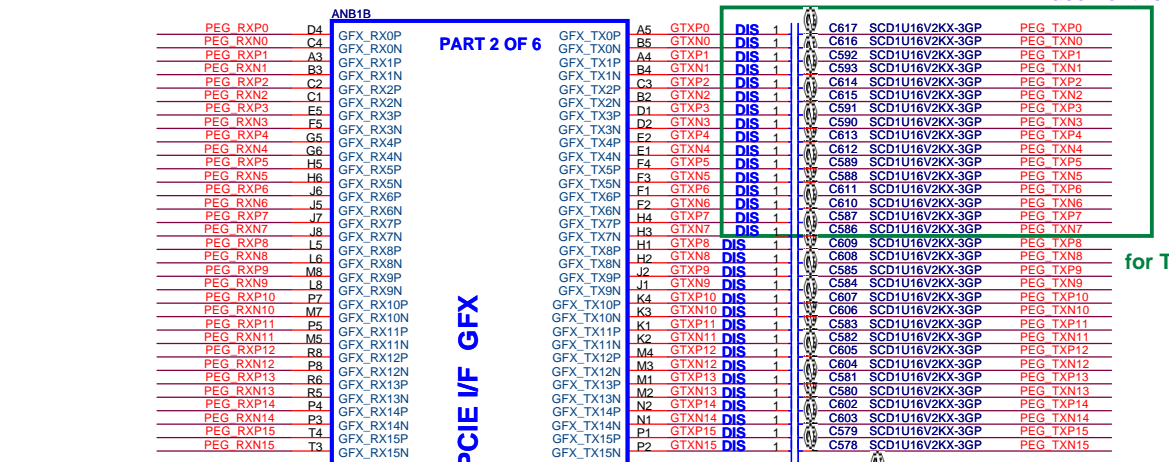 ANB1B
PART 2 OF 6
PEG_RXP0 D4 GFX_RX0P GFX_TX0P A5 GTXP0 DIS 1 C617 SCD1U16V2KX-3GP PEG_TXP0
PEG_RXN0 C4 GFX_RX0N GFX_TX0N B5 GTXN0 DIS 1 C616 SCD1U16V2KX-3GP PEG_TXN0
PEG_RXP1 A3 GFX_RX1P GFX_TX1P A4 GTXP1 DIS 1 C592 SCD1U16V2KX-3GP PEG_TXP1
PEG_RXN1 B3 GFX_RX1N GFX_TX1N B4 GTXN1 DIS 1 C593 SCD1U16V2KX-3GP PEG_TXN1
PEG_RXP2 C2 GFX_RX2P GFX_TX2P C3 GTXP2 DIS 1 C614 SCD1U16V2KX-3GP PEG_TXP2
PEG_RXN2 C1 GFX_RX2N GFX_TX2N B2 GTXN2 DIS 1 C615 SCD1U16V2KX-3GP PEG_TXN2
PEG_RXP3 E5 GFX_RX3P GFX_TX3P D1 GTXP3 DIS 1 C591 SCD1U16V2KX-3GP PEG_TXP3
PEG_RXN3 F5 GFX_RX3N GFX_TX3N D2 GTXN3 DIS 1 C590 SCD1U16V2KX-3GP PEG_TXN3
PEG_RXP4 G5 GFX_RX4P GFX_TX4P E2 GTXP4 DIS 1 C613 SCD1U16V2KX-3GP PEG_TXP4
PEG_RXN4 G6 GFX_RX4N GFX_TX4N E1 GTXN4 DIS 1 C612 SCD1U16V2KX-3GP PEG_TXN4
PEG_RXP5 H5 GFX_RX5P GFX_TX5P F4 GTXP5 DIS 1 C589 SCD1U16V2KX-3GP PEG_TXP5
PEG_RXN5 H6 GFX_RX5N GFX_TX5N F3 GTXN5 DIS 1 C588 SCD1U16V2KX-3GP PEG_TXN5
PEG_RXP6 J6 GFX_RX6P GFX_TX6P F1 GTXP6 DIS 1 C611 SCD1U16V2KX-3GP PEG_TXP6
PEG_RXN6 J5 GFX_RX6N GFX_TX6N F2 GTXN6 DIS 1 C610 SCD1U16V2KX-3GP PEG_TXN6
PEG_RXP7 J7 GFX_RX7P GFX_TX7P H4 GTXP7 DIS 1 C587 SCD1U16V2KX-3GP PEG_TXP7
PEG_RXN7 J8 GFX_RX7N GFX_TX7N H3 GTXN7 DIS 1 C586 SCD1U16V2KX-3GP PEG_TXN7
PEG_RXP8 L5 GFX_RX8P GFX_TX8P H1 GTXP8 DIS 1 C609 SCD1U16V2KX-3GP PEG_TXP8
PEG_RXN8 L6 GFX_RX8N GFX_TX8N H2 GTXN8 DIS 1 C608 SCD1U16V2KX-3GP PEG_TXN8
for T
PEG_RXP9 M8 GFX_RX9P GFX_TX9P J2 GTXP9 DIS 1 C585 SCD1U16V2KX-3GP PEG_TXP9
PEG_RXN9 L8 GFX_RX9N GFX_TX9N J1 GTXN9 DIS 1 C584 SCD1U16V2KX-3GP PEG_TXN9
PEG_RXP10 P7 GFX_RX10P GFX_TX10P K4 GTXP10 DIS 1 C607 SCD1U16V2KX-3GP PEG_TXP10
PEG_RXN10 M7 GFX_RX10N GFX_TX10N K3 GTXN10 DIS 1 C606 SCD1U16V2KX-3GP PEG_TXN10
PEG_RXP11 P5 GFX_RX11P GFX_TX11P K1 GTXP11 DIS 1 C583 SCD1U16V2KX-3GP PEG_TXP11
PEG_RXN11 M5 GFX_RX11N GFX_TX11N K2 GTXN11 DIS 1 C582 SCD1U16V2KX-3GP PEG_TXN11
PEG_RXP12 R8 GFX_RX12P GFX_TX12P M4 GTXP12 DIS 1 C605 SCD1U16V2KX-3GP PEG_TXP12
PEG_RXN12 P8 GFX_RX12N GFX_TX12N M3 GTXN12 DIS 1 C604 SCD1U16V2KX-3GP PEG_TXN12
PEG_RXP13 R6 GFX_RX13P GFX_TX13P M1 GTXP13 DIS 1 C581 SCD1U16V2KX-3GP PEG_TXP13
PEG_RXN13 R5 GFX_RX13N GFX_TX13N M2 GTXN13 DIS 1 C580 SCD1U16V2KX-3GP PEG_TXN13
PEG_RXP14 P4 GFX_RX14P GFX_TX14P N2 GTXP14 DIS 1 C602 SCD1U16V2KX-3GP PEG_TXP14
PEG_RXN14 P3 GFX_RX14N GFX_TX14N N1 GTXN14 DIS 1 C603 SCD1U16V2KX-3GP PEG_TXN14
PEG_RXP15 T4 GFX_RX15P GFX_TX15P P1 GTXP15 DIS 1 C579 SCD1U16V2KX-3GP PEG_TXP15
PEG_RXN15 T3 GFX_RX15N GFX_TX15N P2 GTXN15 DIS 1 C578 SCD1U16V2KX-3GP PEG_TXN15
PCIE I/F GFX